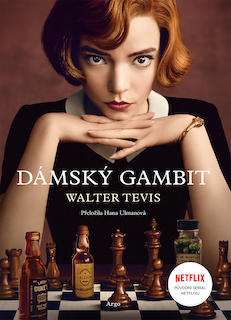 DÁMSKÝ GAMBIT
WALTER TEVIS
Přeložila Hana Ulmanová
NETFLIX
PŮVODNÍ SERIÁL
NETFLIXU
Argo